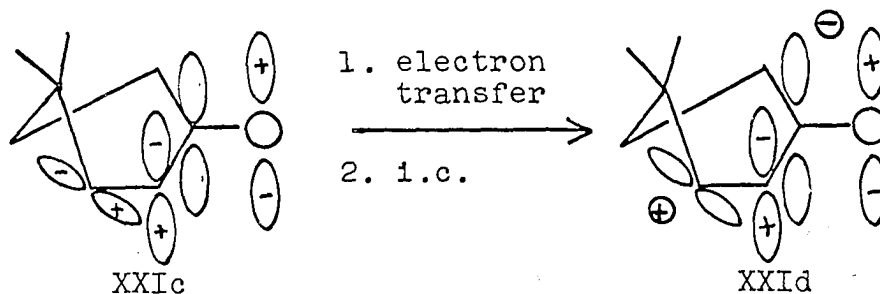 1. electron
transfer
2. i.c.
XXIc
XXId